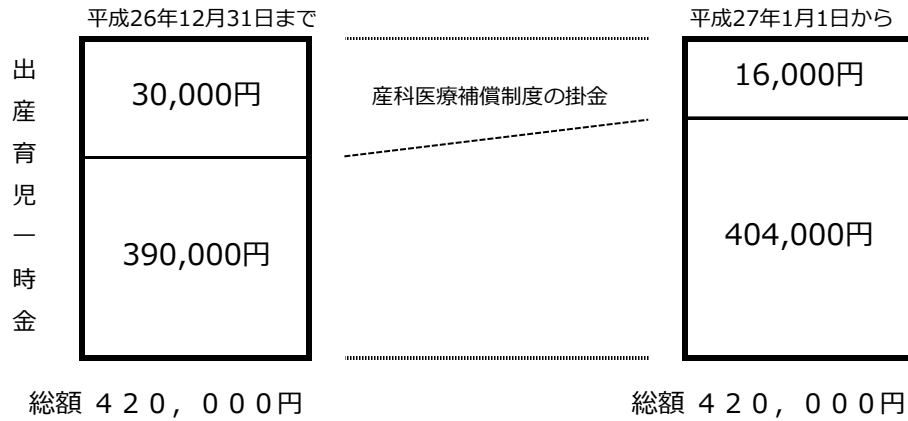 平成26年12月31日まで
平成27年1月1日から
出産育児一時金
30,000円
産科医療補償制度の掛金
16,000円
390,000円
404,000円
総額 ４２０，０００円
総額 ４２０，０００円